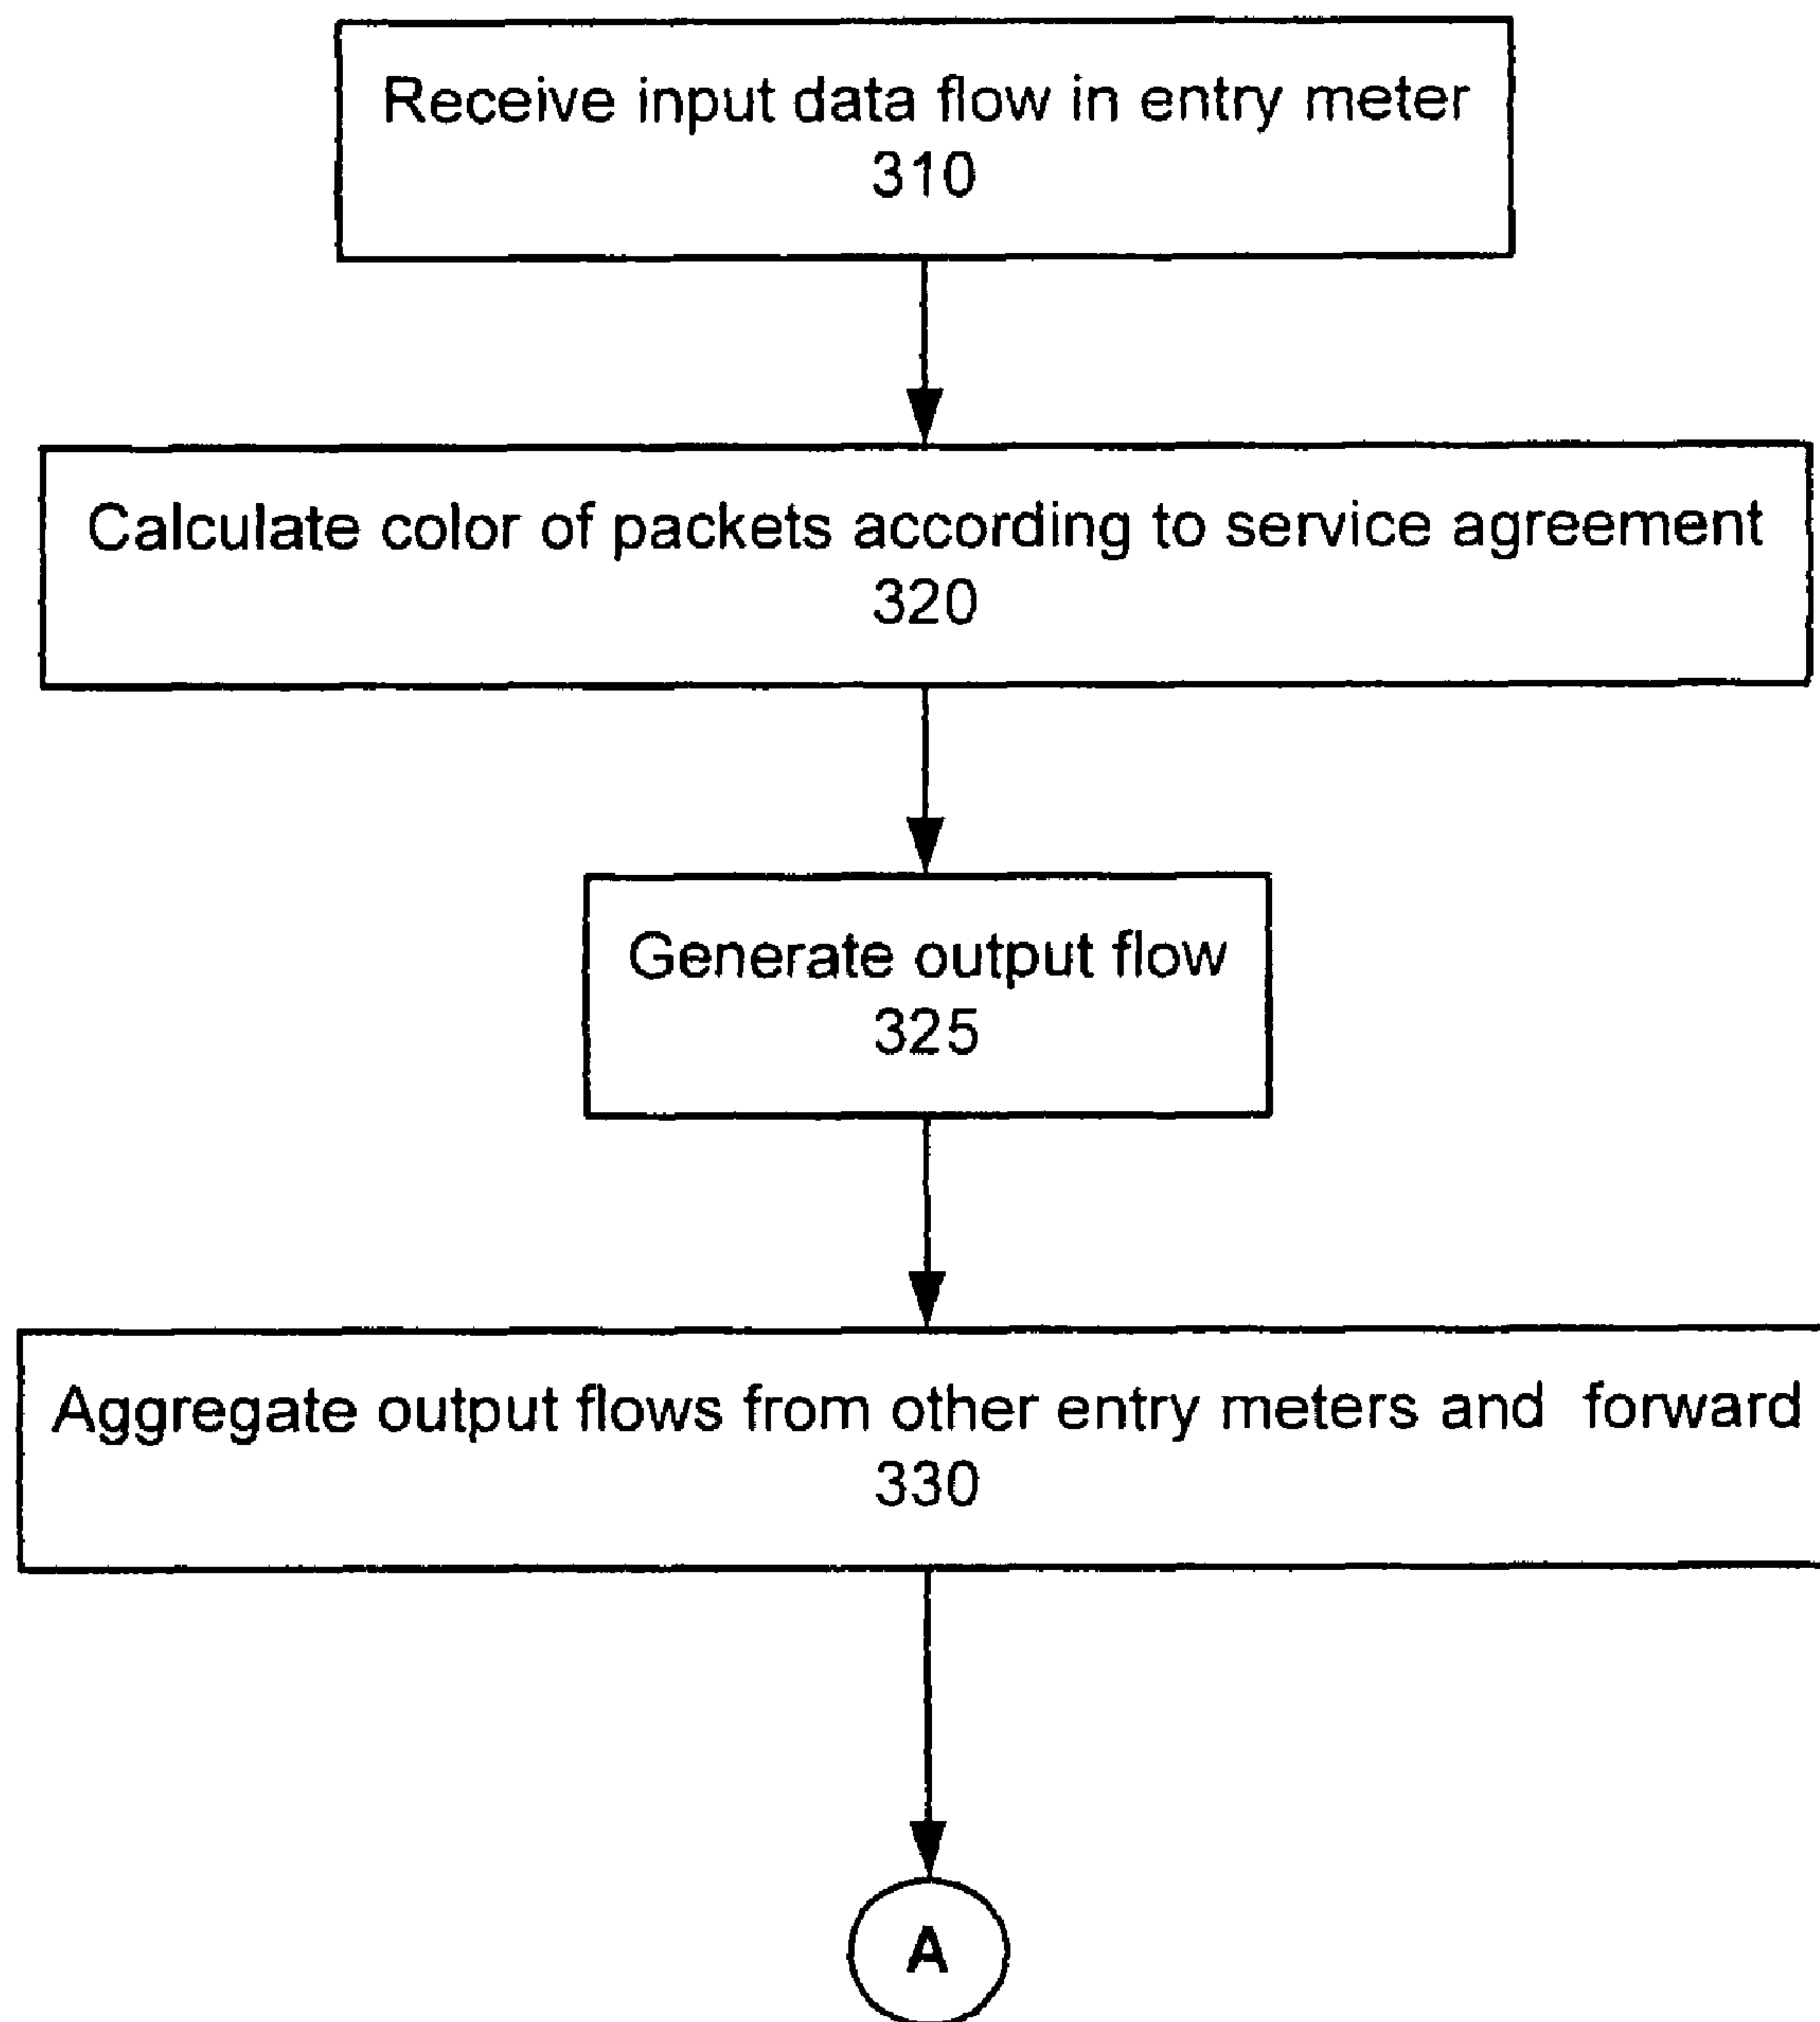 Receive input data flow in entry meter
310
Calculate color of packets according to service agreement
320
Generate output flow
325
Aggregate output flows from other entry meters and  forward
330
A